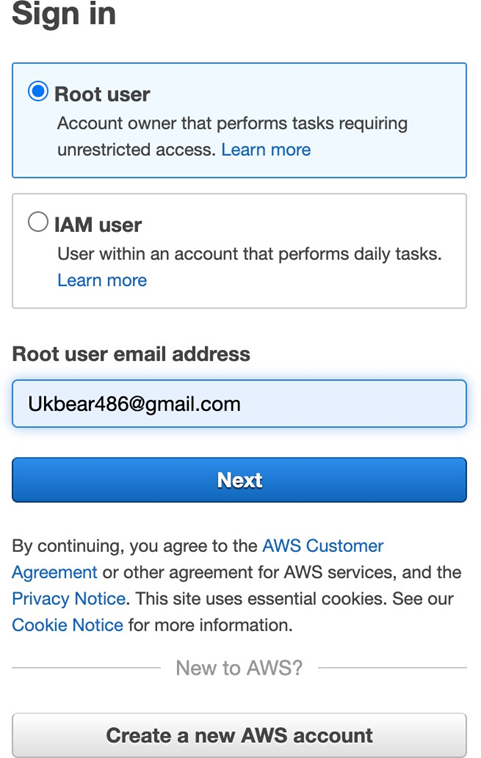 Sign in
Root user
Account owner that performs tasks requiring
unrestricted access. Learn more
IAM user
User within an account that performs daily tasks.
Learn more
Root user email address
Ukbear486@gmail.com
Next
By continuing, you agree to the AWS Customer
Agreement or other agreement for AWS services, and the
Privacy Notice. This site uses essential cookies. See our
Cookie Notice for more information.
New to AWS?
Create a new AWS account